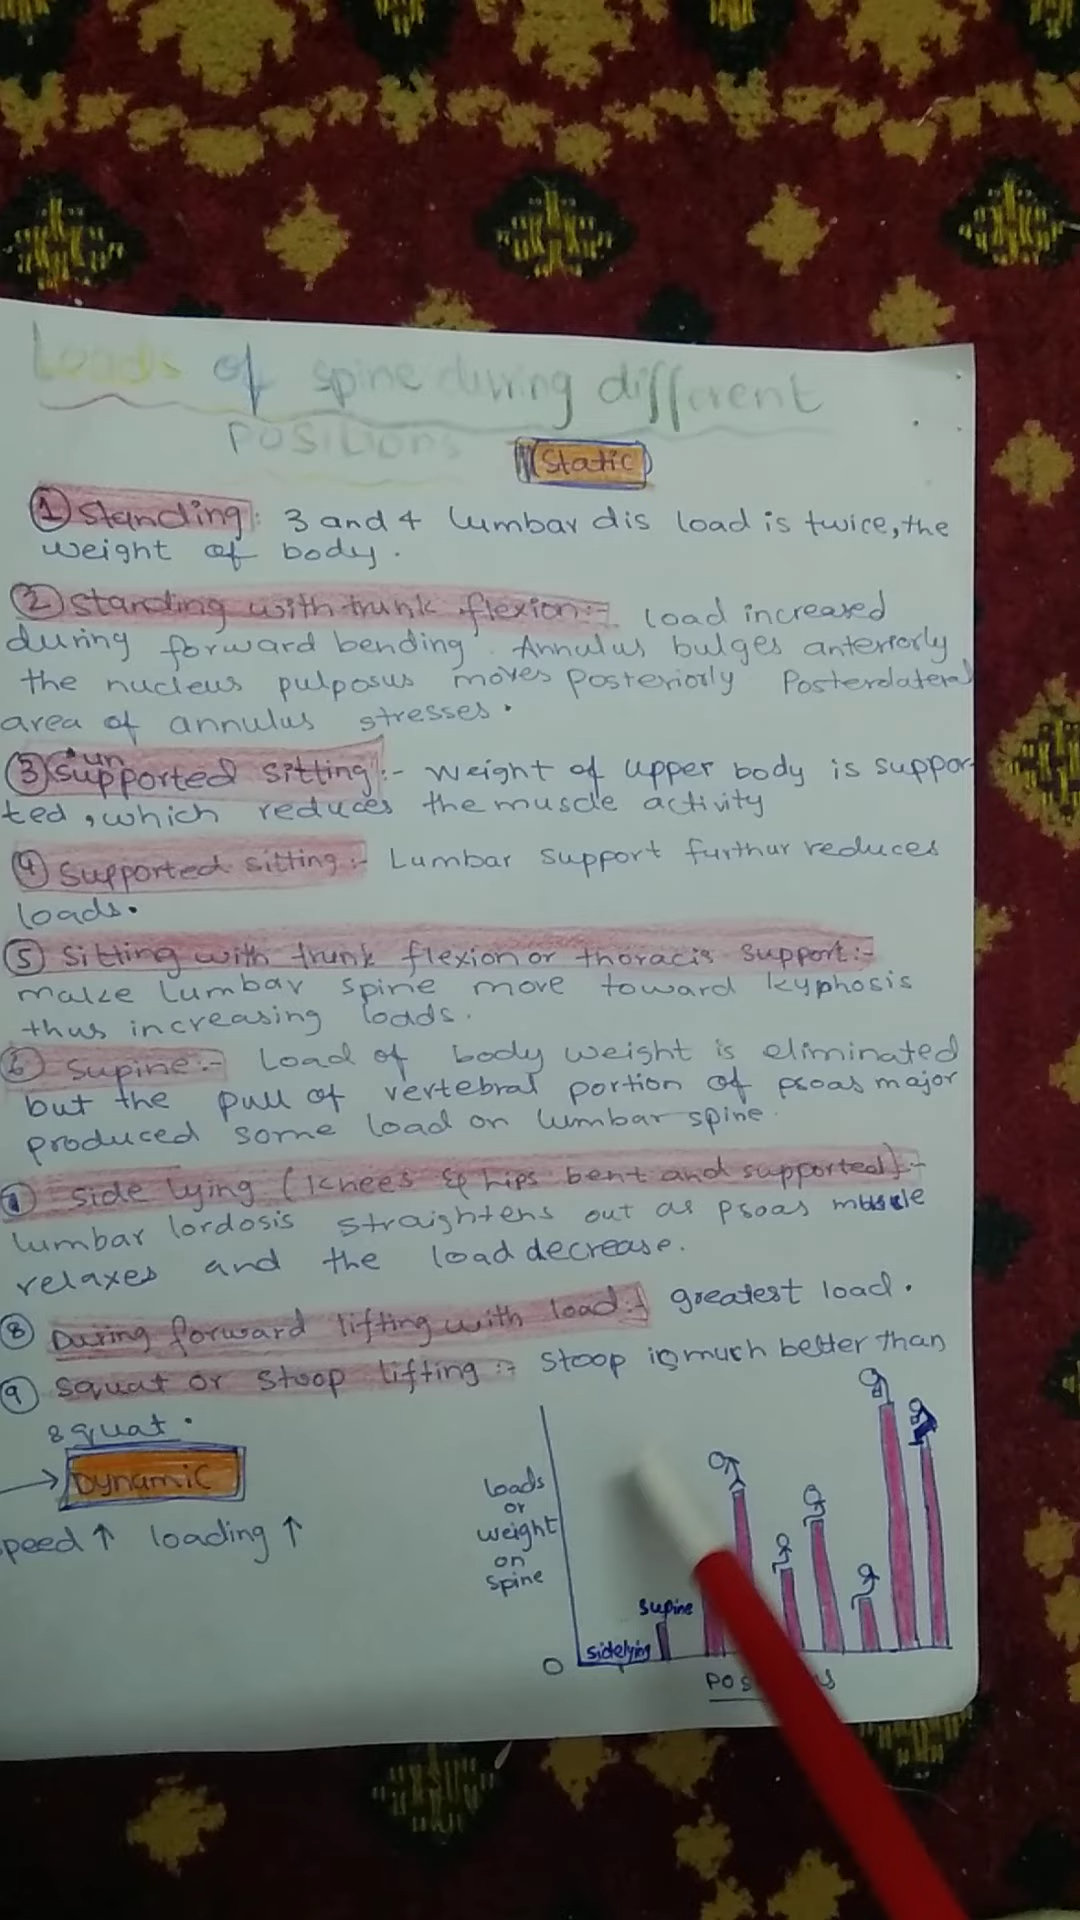 Loads of spine during different
Positions
Static
① Standing: 3 and 4 lumbar dis load is twice, the
weight of body.
② Standing with trunk flexion:- load increased
during forward bending. Annulus bulges anteriorly
the nucleus pulposus moves posteriorly Posterolateral
area of annulus stresses.
③ Sunupported sitting:- Weight of upper body is suppor-
ted, which reduces the muscle activity
④ Supported sitting:- Lumbar support furthur reduces
loads.
⑤ Sitting with trunk flexion or thoracis support:-
make lumbar spine more toward kyphosis
thus increasing loads.
⑥ Supine:- Load of body weight is eliminated
but the pull of vertebral portion of psoas major
produced some load on lumbar spine.
side lying (knees & hips bent and supported):-
lumbar lordosis straightens out as psoas muscle
relaxes and the load decrease.
⑧ During forward lifting with load:- greatest load.
⑨ Squat or stoop lifting:- Stoop is much better than
squat.
→ Dynamic
peed ↑ loading ↑
Loads
or
weight
on
spine
supine
sidelying
0